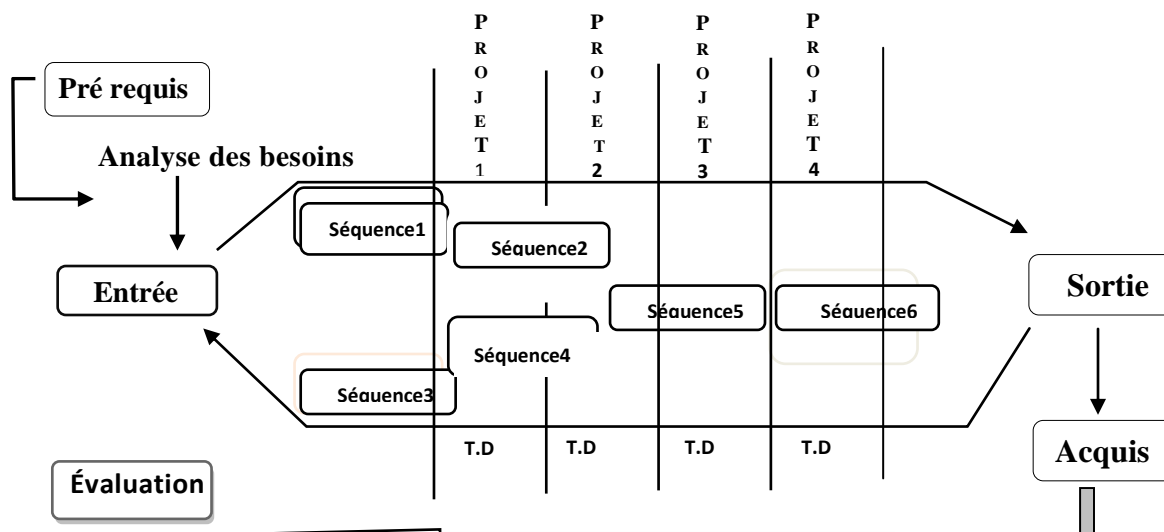 PROJET 1
PROJET 2
PROJET 3
PROJET 4
Pré requis
Analyse des besoins
Séquence1
Séquence2
Entrée
Sortie
Séquence5
Séquence6
Séquence4
Séquence3
T.D
T.D
T.D
T.D
Acquis
Évaluation